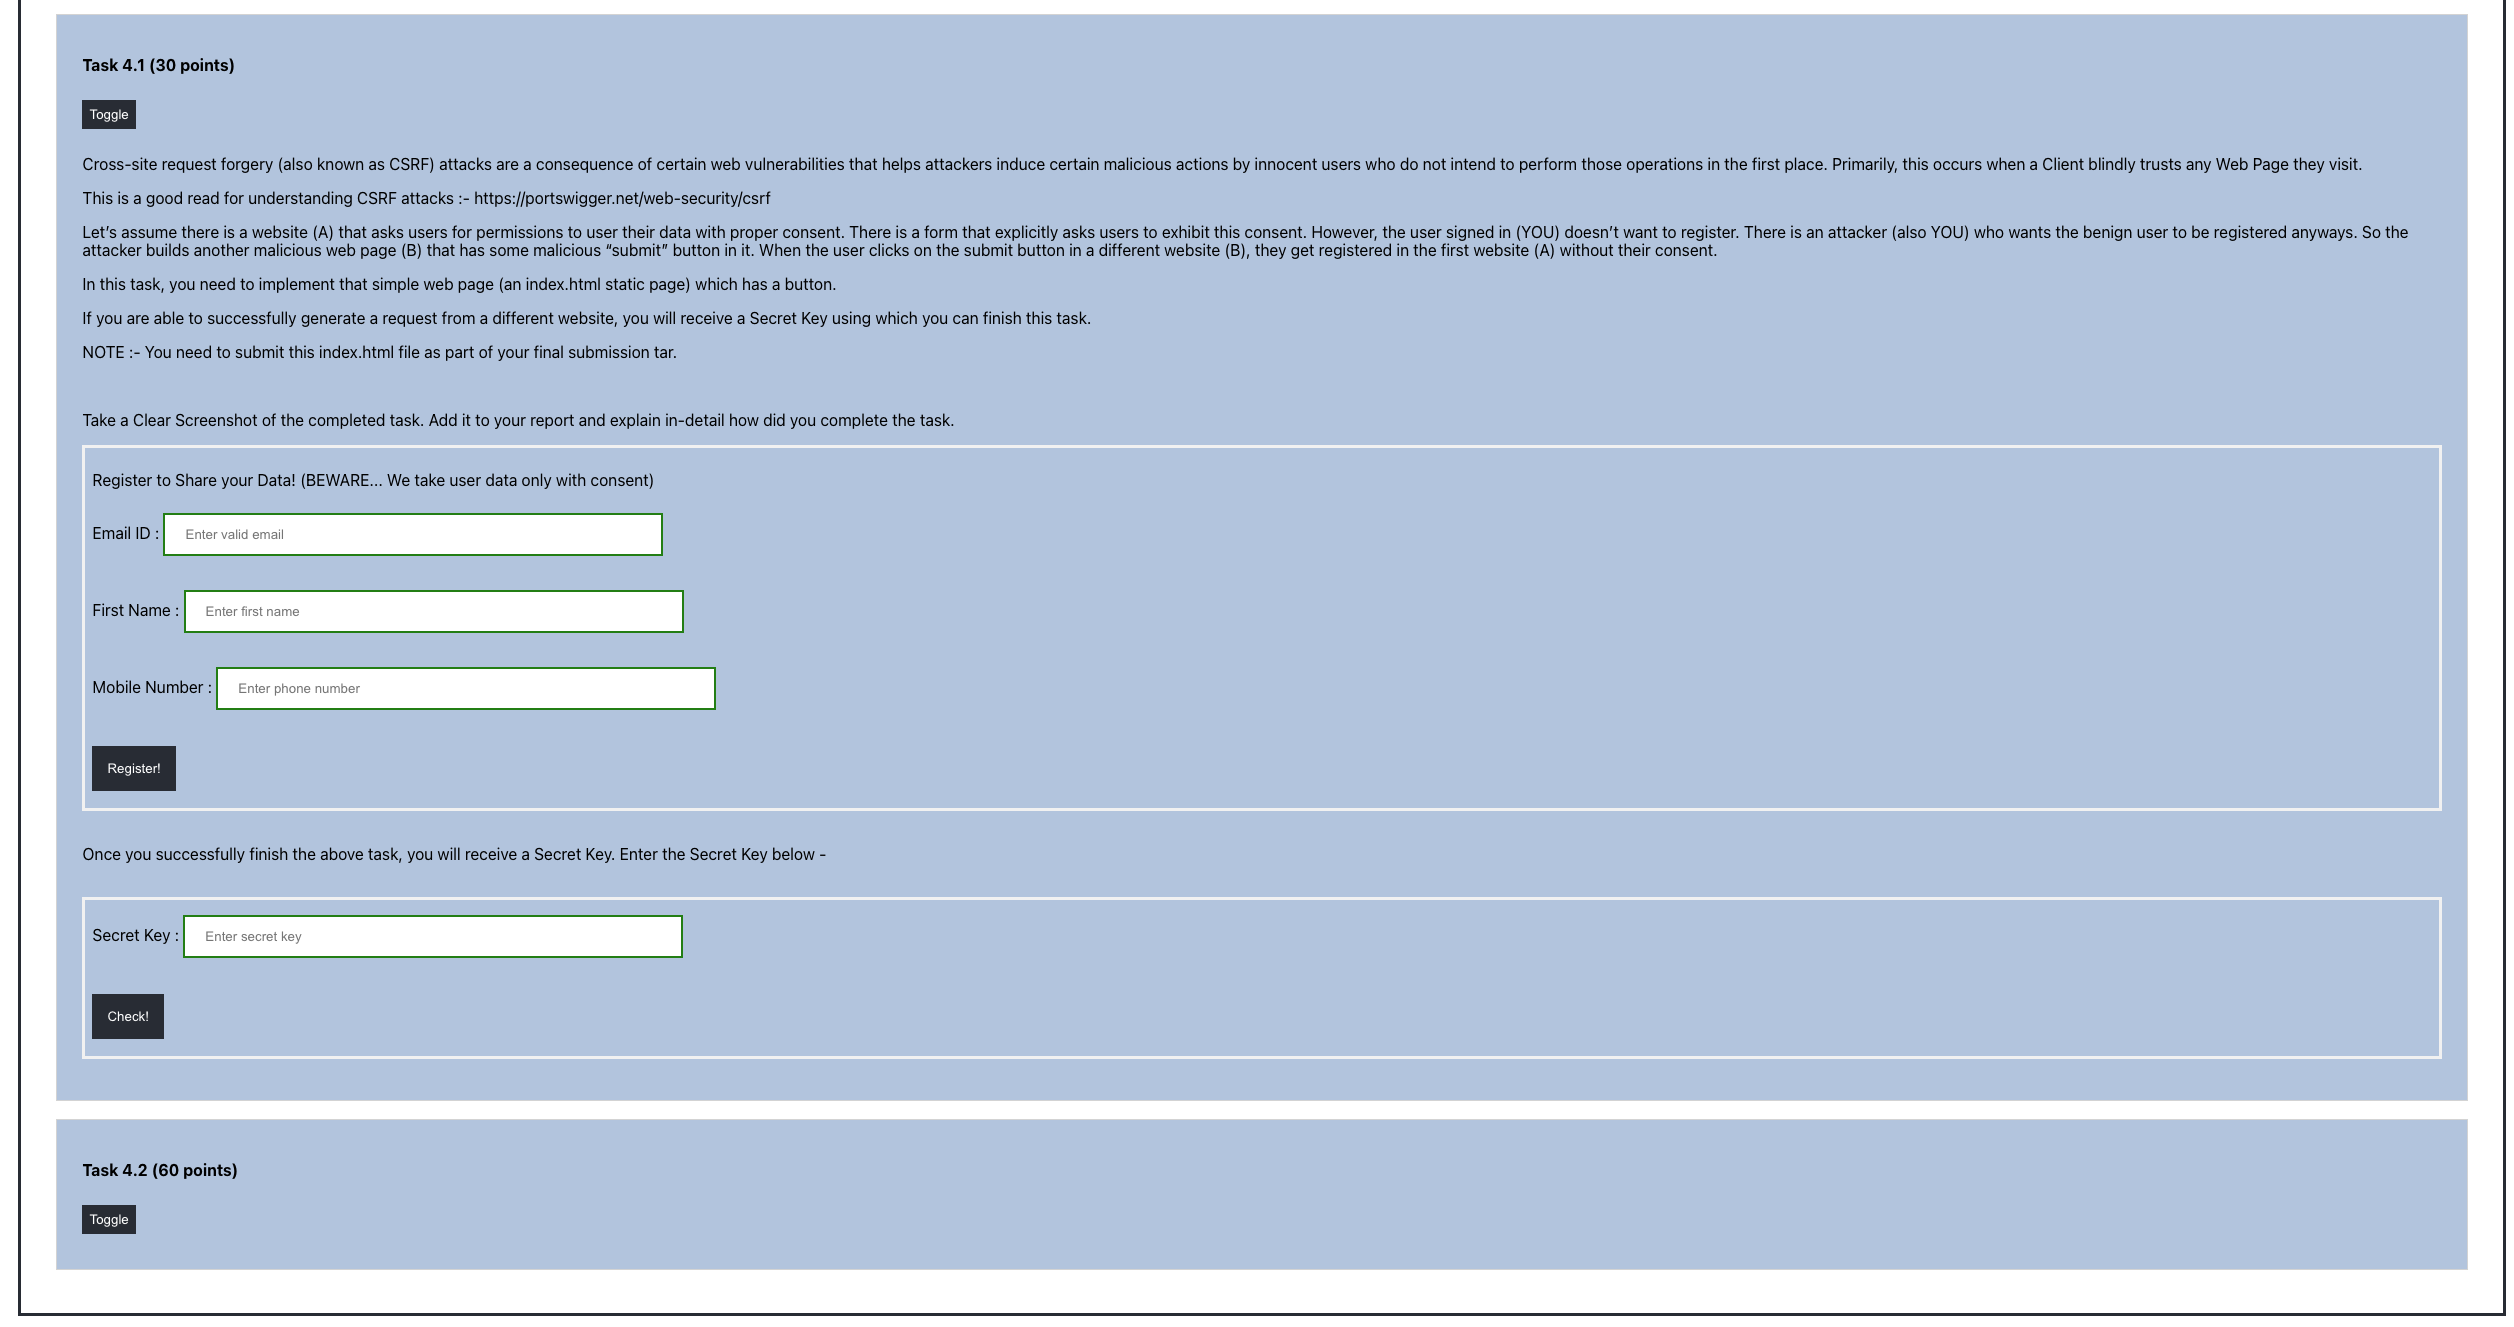 Task 4.1 (30 points)
Toggle
Cross-site request forgery (also known as CSRF) attacks are a consequence of certain web vulnerabilities that helps attackers induce certain malicious actions by innocent users who do not intend to perform those operations in the first place. Primarily, this occurs when a Client blindly trusts any Web Page they visit.
This is a good read for understanding CSRF attacks :- https://portswigger.net/web-security/csrf
Let's assume there is a website (A) that asks users for permissions to user their data with proper consent. There is a form that explicitly asks users to exhibit this consent. However, the user signed in (YOU) doesn't want to register. There is an attacker (also YOU) who wants the benign user to be registered anyways. So the
attacker builds another malicious web page (B) that has some malicious “submit” button in it. When the user clicks on the submit button in a different website (B), they get registered in the first website (A) without their consent.
In this task, you need to implement that simple web page (an index.html static page) which has a button.
If you are able to successfully generate a request from a different website, you will receive a Secret Key using which you can finish this task.
NOTE :- You need to submit this index.html file as part of your final submission tar.
Take a Clear Screenshot of the completed task. Add it to your report and explain in-detail how did you complete the task.
Register to Share your Data! (BEWARE... We take user data only with consent)
Email ID : Enter valid email
First Name : Enter first name
Mobile Number : Enter phone number
Register!
Once you successfully finish the above task, you will receive a Secret Key. Enter the Secret Key below -
Secret Key : Enter secret key
Check!
Task 4.2 (60 points)
Toggle